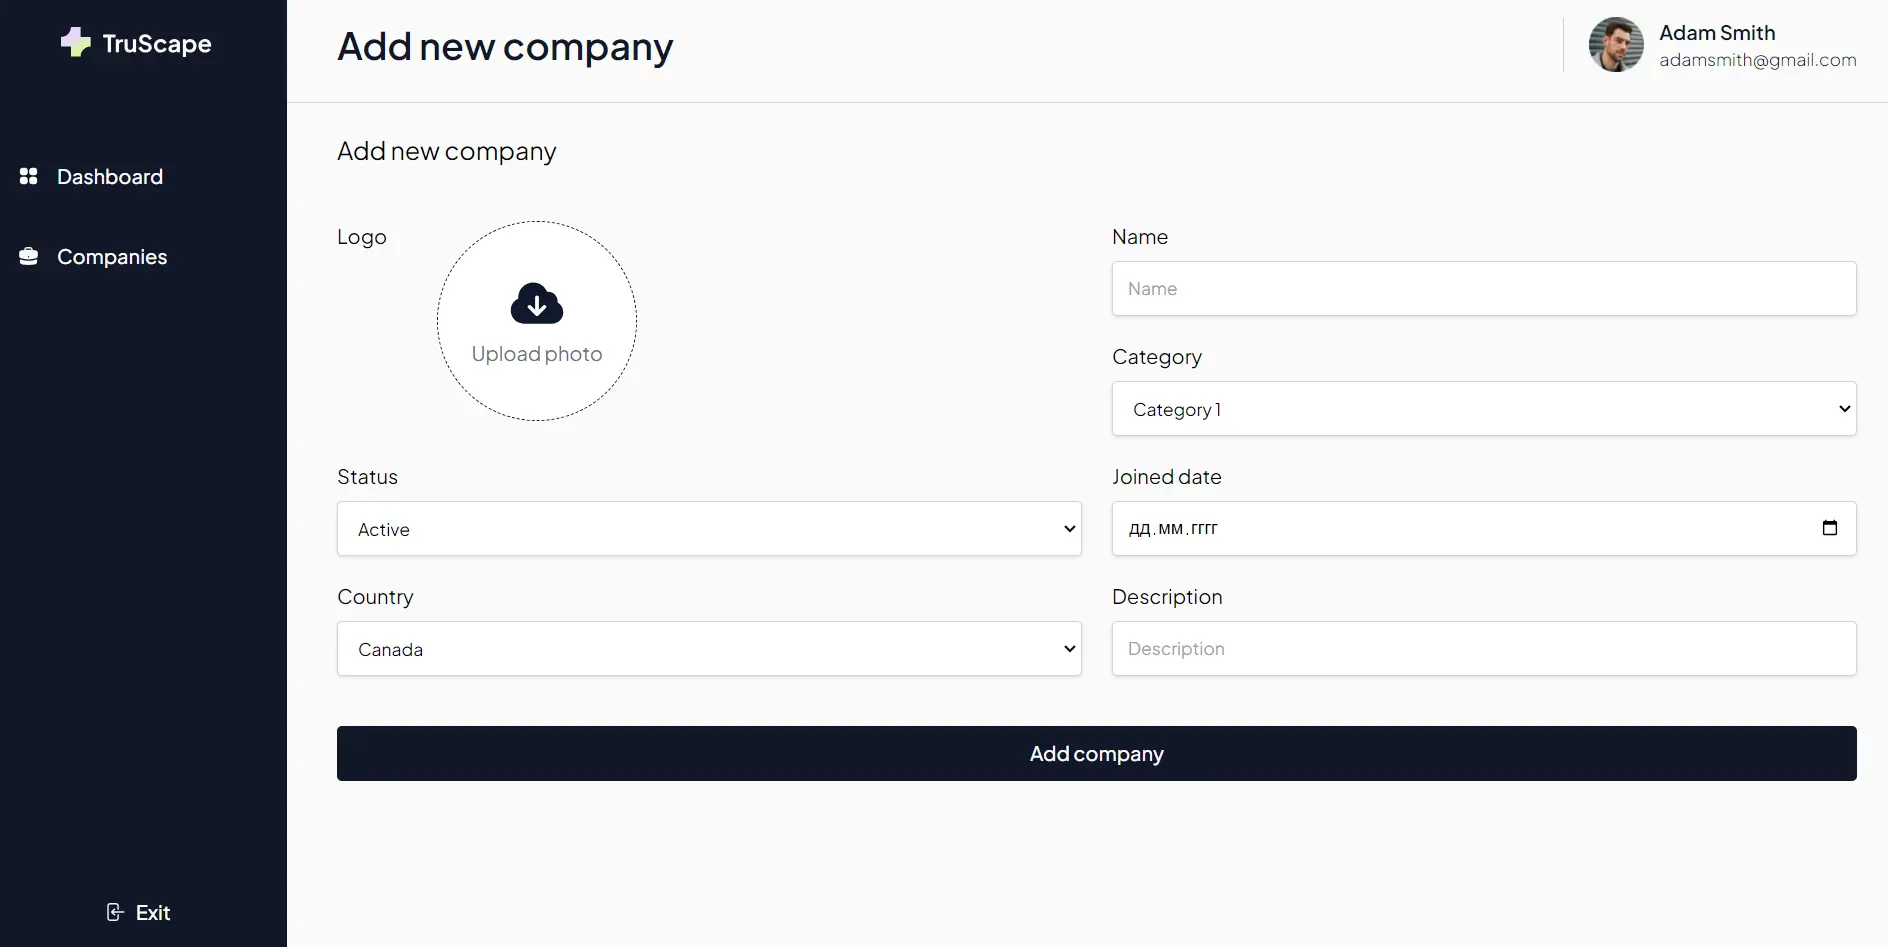 TruScape
Add new company
Adam Smith
adamsmith@gmail.com
Dashboard
Companies
Add new company
Logo
Upload photo
Name
Name
Category
Category 1
Status
Active
Joined date
ДД.ММ.ГГГГ
Country
Canada
Description
Description
Add company
Exit